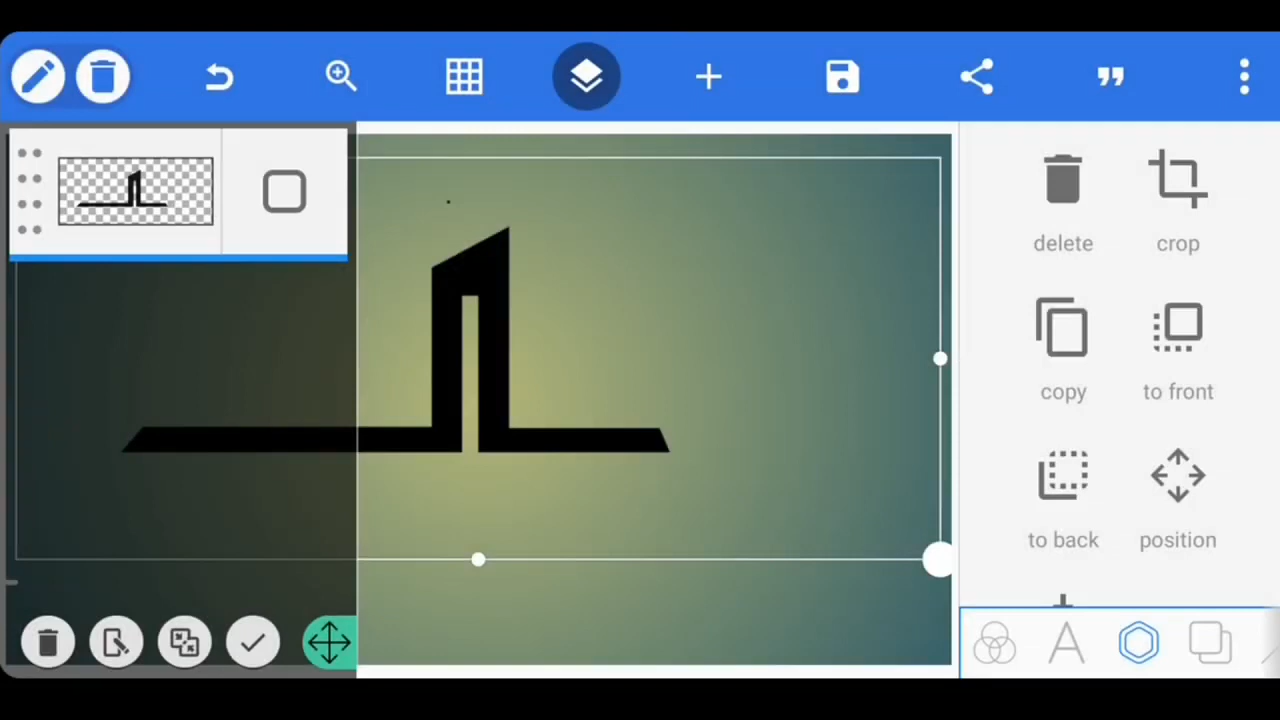 delete
crop
copy
to front
to back
position